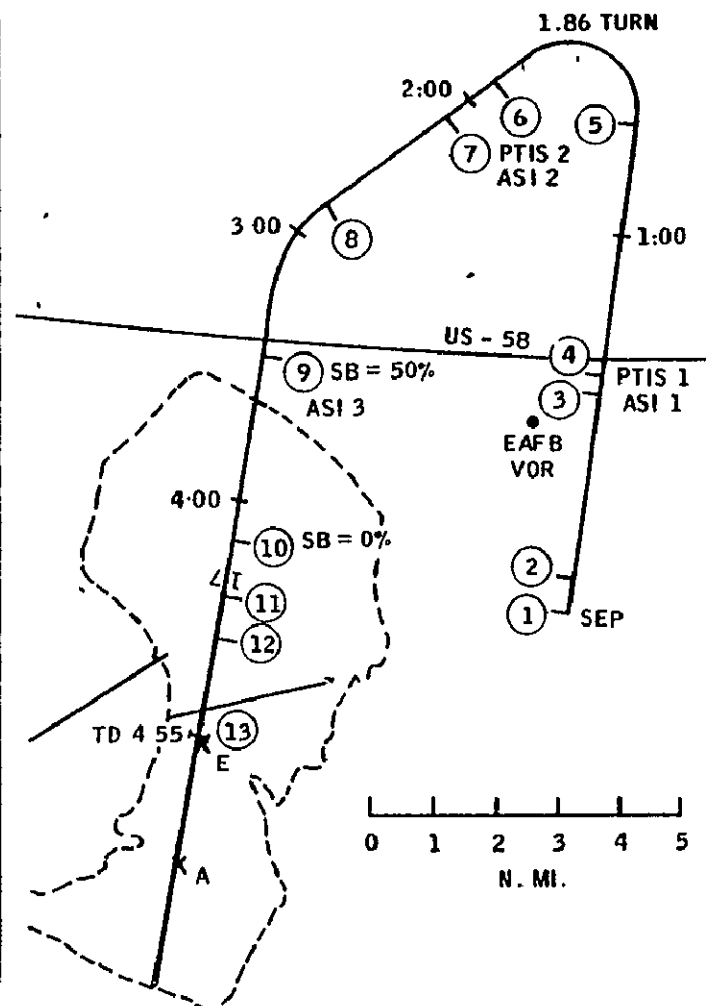 1.86 TURN
2:00
6
5
7 PTIS 2
ASI 2
3 00
8
1:00
US - 58
4
9 SB = 50%
PTIS 1
ASI 3
3 ASI 1
EAFB
VOR
4:00
10 SB = 0%
17
2
11
1 SEP
12
TD 4 55 13
E
A
0 1 2 3 4 5
N. MI.